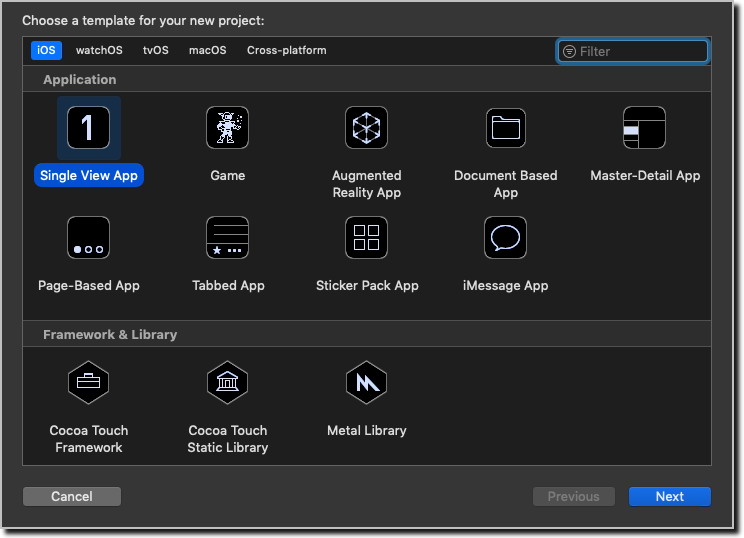 Choose a template for your new project:
iOS watchOS tvOS macOS Cross-platform Filter
Application
1
Single View App Game Augmented Reality App Document Based App Master-Detail App
Page-Based App Tabbed App Sticker Pack App iMessage App
Framework & Library
Cocoa Touch Framework Cocoa Touch Static Library Metal Library
Cancel Previous Next